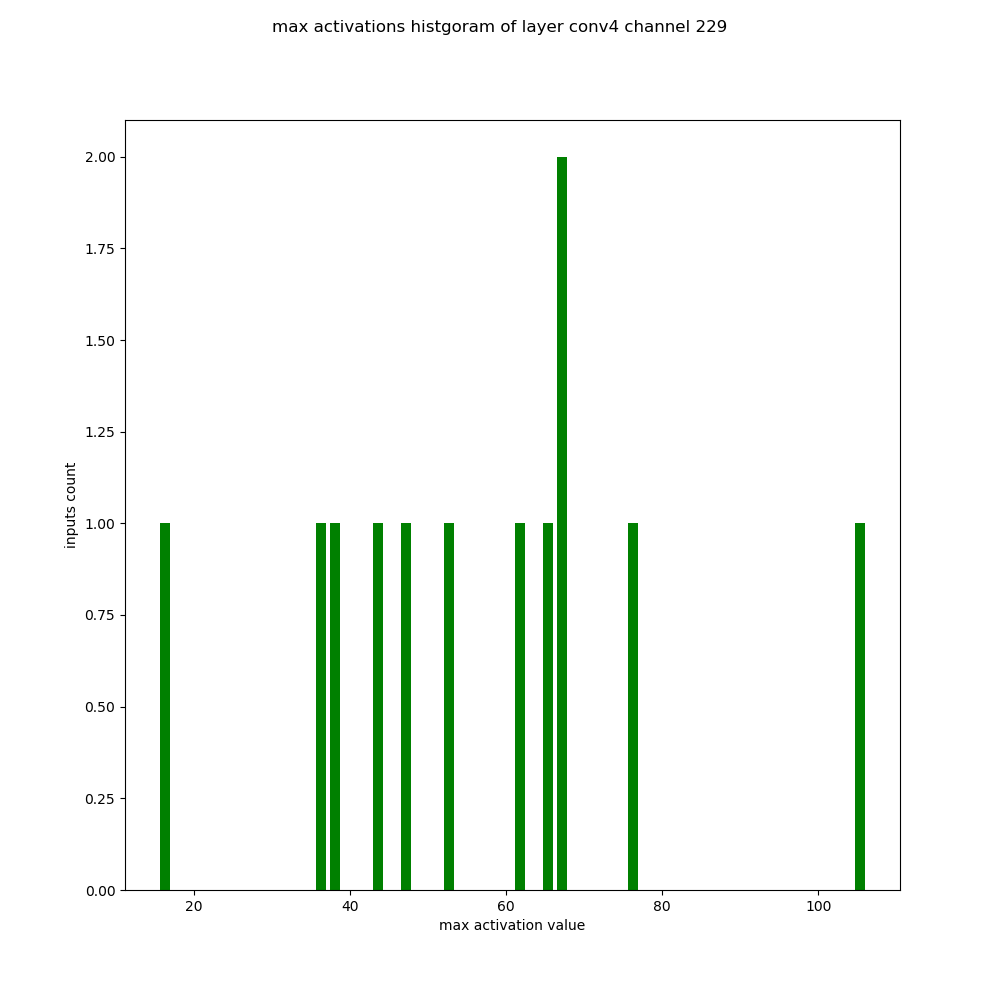 max activations histgoram of layer conv4 channel 229
2.00
1.75
1.50
1.25
1.00
0.75
0.50
0.25
0.00
inputs count
20 40 60 80 100
max activation value